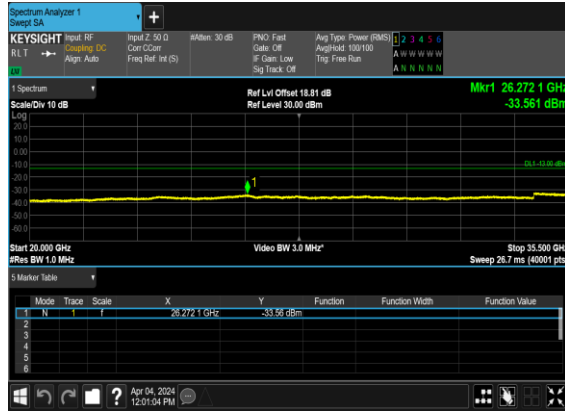 Spectrum Analyzer 1
Swept SA
+
KEYSIGHT Input: RF Input Z: 50 Ω #Atten: 30 dB PNO: Fast Avg Type: Power (RMS) 1 2 3 4 5 6
RLT Coupling: DC Corr CCorr Gate: Off Avg|Hold: 100/100 A W W W W W
Align: Auto Freq Ref: Int (S) IF Gain: Low Trig: Free Run
Sig Track: Off A N N N N N
1 Spectrum Ref Lvl Offset 18.81 dB Mkr1 26.272 1 GHz
Scale/Div 10 dB Ref Level 30.00 dBm -33.561 dBm
Log
20.0
10.0
0.00
-10.0 DL1 -13.00 dBm
-20.0
-30.0
-40.0
-50.0
-60.0
1
Start 20.000 GHz Video BW 3.0 MHz* Stop 35.500 GHz
#Res BW 1.0 MHz Sweep 26.7 ms (40001 pts)
5 Marker Table
Mode Trace Scale X Y Function Function Width Function Value
1 N 1 f 26.272 1 GHz -33.56 dBm
2
3
4
5
6
? Apr 04, 2024
12:01:04 PM